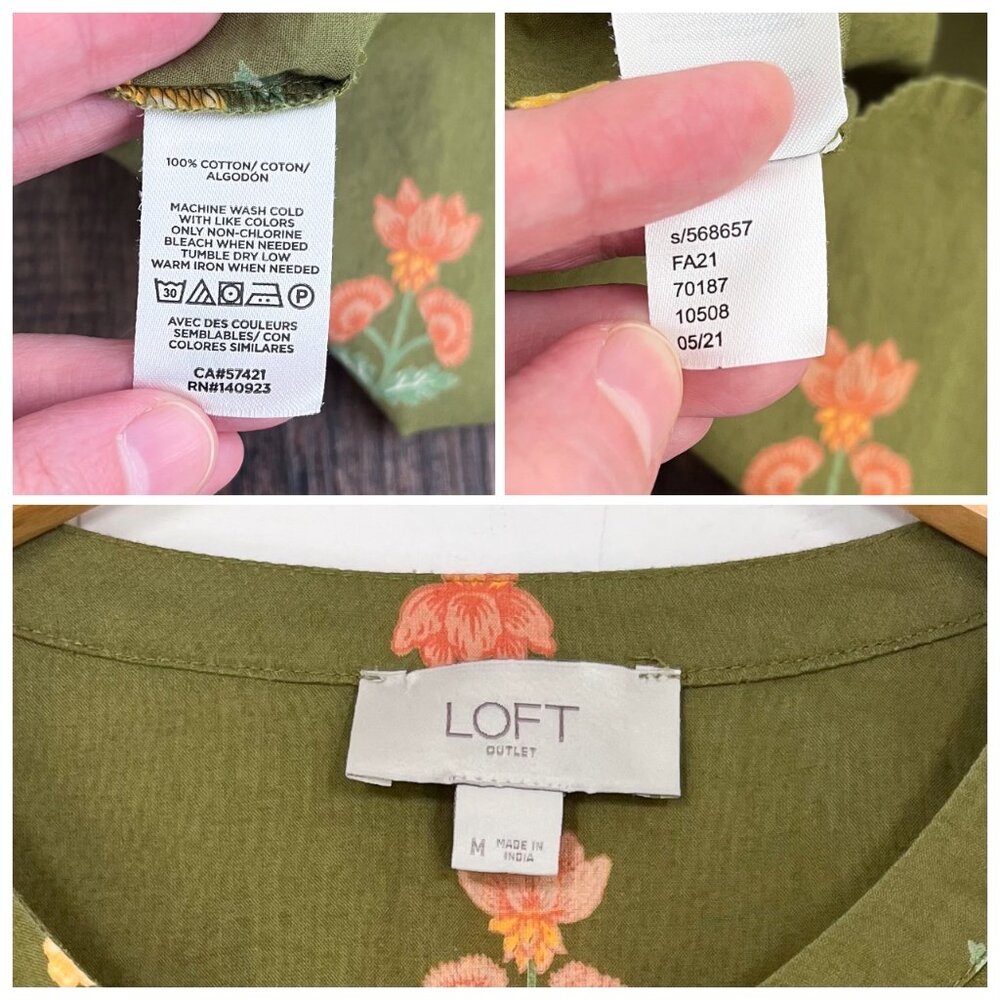 100% COTTON/ COTON/
ALGODÓN
MACHINE WASH COLD
WITH LIKE COLORS
ONLY NON-CHLORINE
BLEACH WHEN NEEDED
TUMBLE DRY LOW
WARM IRON WHEN NEEDED
30 P
AVEC DES COULEURS
SEMBLABLES/ CON
COLORES SIMILARES
CA#57421
RN#140923
s/568657
FA21
70187
10508
05/21
LOFT
OUTLET
M MADE IN
INDIA